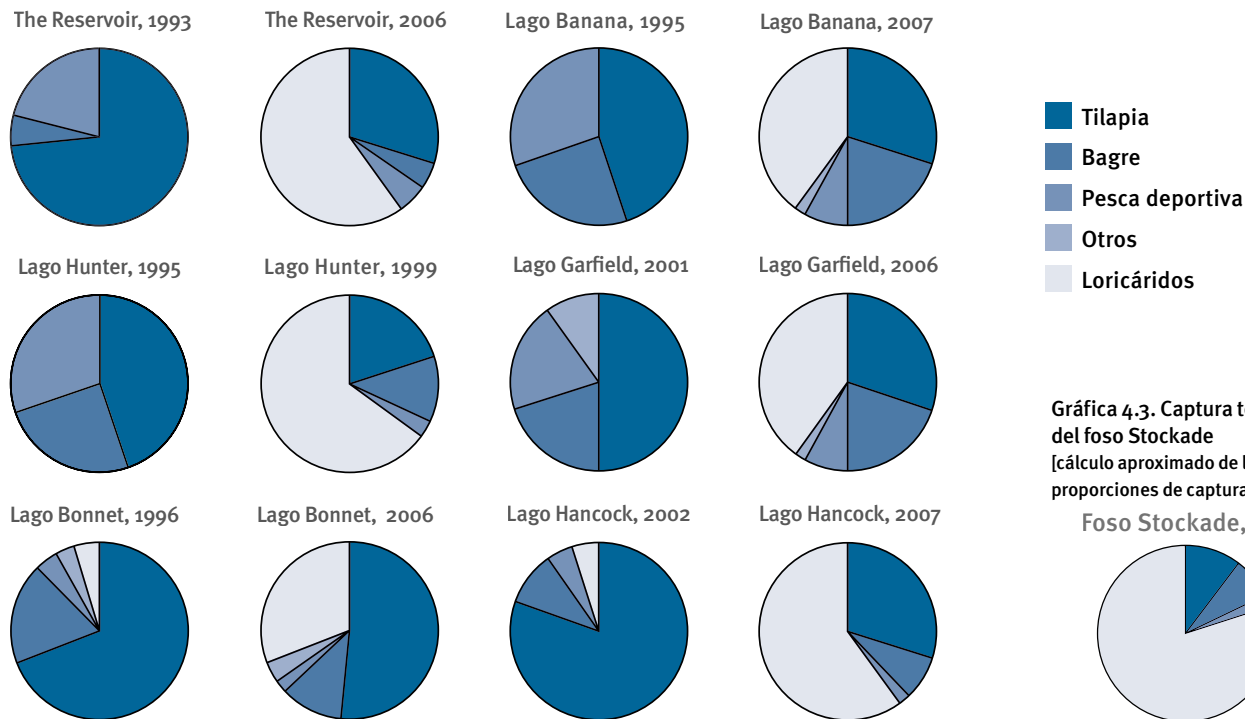 The Reservoir, 1993
The Reservoir, 2006
Lago Banana, 1995
Lago Banana, 2007
Tilapia
Bagre
Pesca deportiva
Otros
Loricáridos
Lago Hunter, 1995
Lago Hunter, 1999
Lago Garfield, 2001
Lago Garfield, 2006
Gráfica 4.3. Captura
del foso Stockade
[cálculo aproximado de
proporciones de captura
Lago Bonnet, 1996
Lago Bonnet, 2006
Lago Hancock, 2002
Lago Hancock, 2007
Foso Stockade,